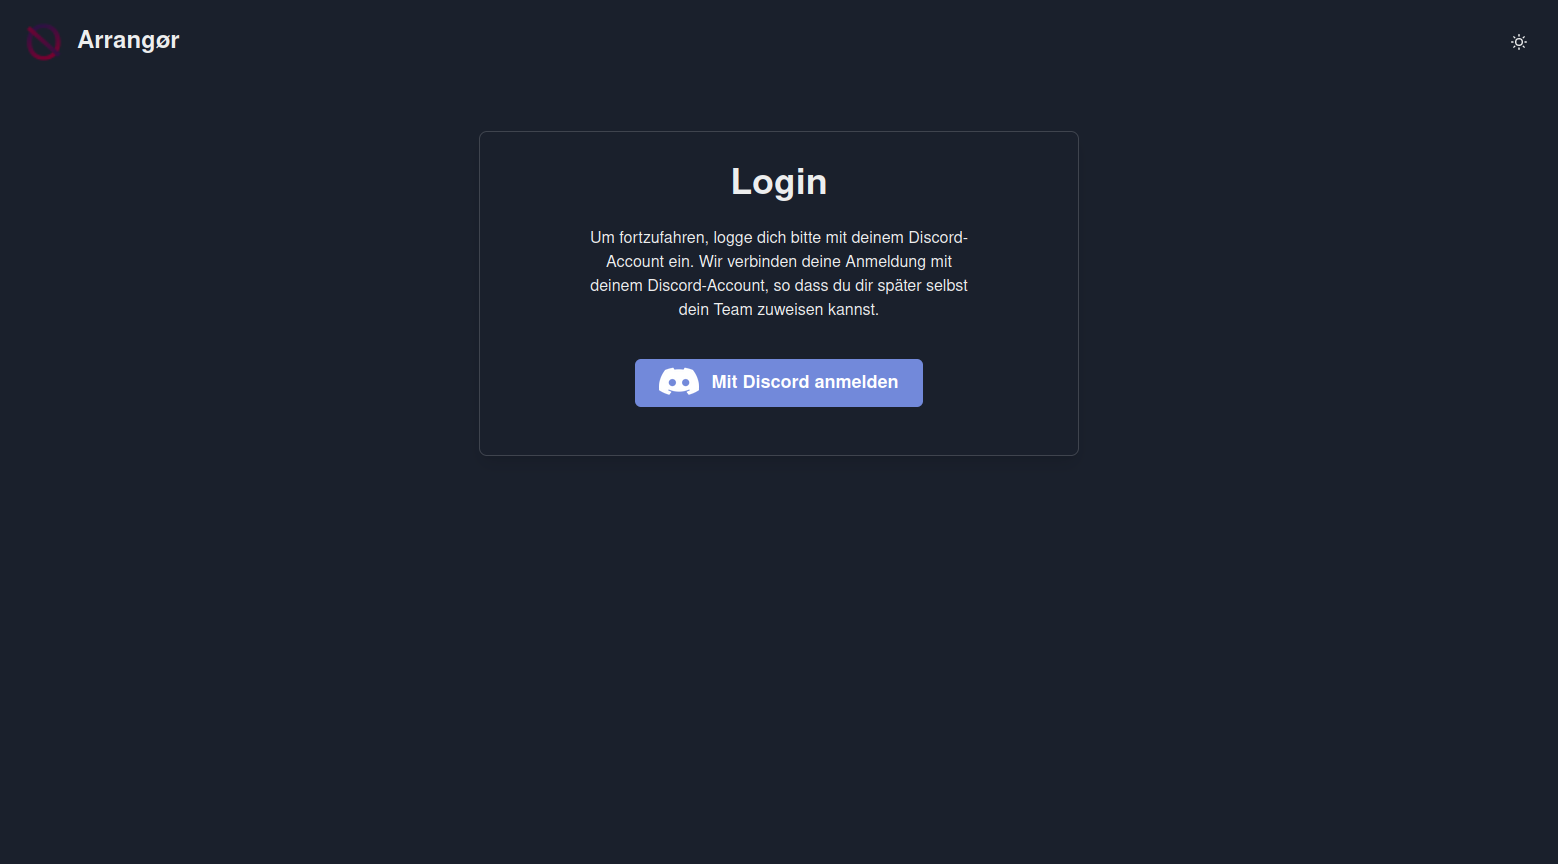 Arrangør
Login
Um fortzufahren, logge dich bitte mit deinem Discord-
Account ein. Wir verbinden deine Anmeldung mit
deinem Discord-Account, so dass du dir später selbst
dein Team zuweisen kannst.
Mit Discord anmelden